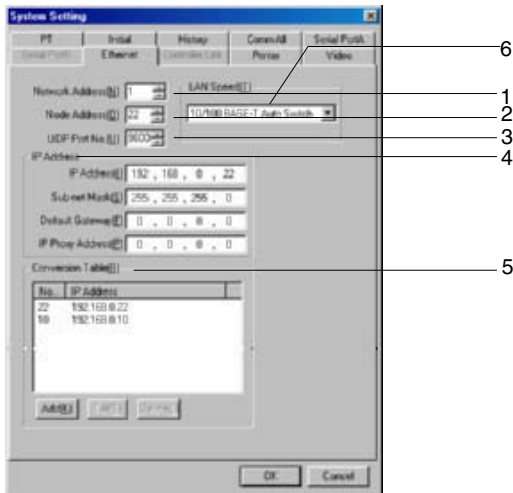 System Setting
PT Initial History Comm.All Serial PortA
Ethernet Controller Link Printer Video
Network Address(N) 1
LAN Speed(T)
6
1
Node Address(O) 22
10/100 BASE-T Auto Switch
2
UDP Port No.(U) 9600
3
IP Address
4
IP Address(I) 192 . 168 . 0 . 22
Sub-net Mask(S) 255 . 255 . 255 . 0
Default Gateway(F) 0 . 0 . 0 . 0
IP Proxy Address(P) 0 . 0 . 0 . 0
Conversion Table(B)
5
No. IP Address
22 192.168.0.22
10 192.168.0.10
OK Cancel